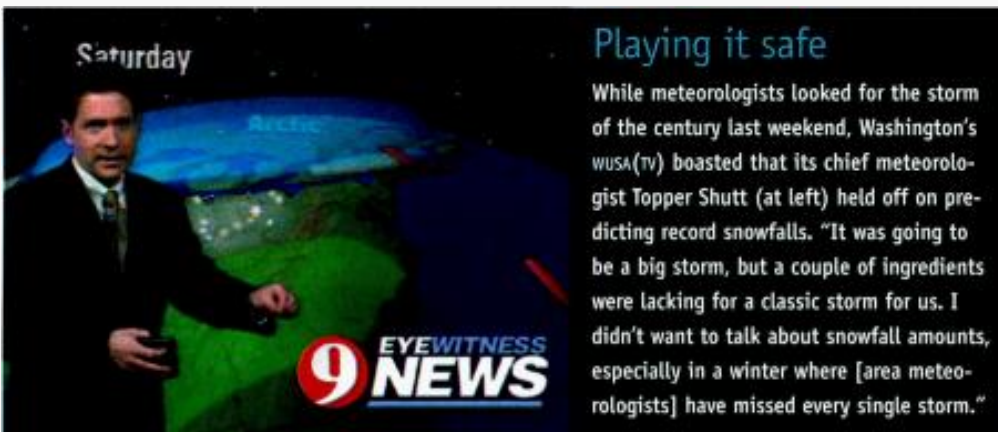 Saturday
Arctic
9 EYEWITNESS
NEWS
Playing it safe
While meteorologists looked for the storm
of the century last weekend, Washington's
WUSA(TV) boasted that its chief meteorolo-
gist Topper Shutt (at left) held off on pre-
dicting record snowfalls. "It was going to
be a big storm, but a couple of ingredients
were lacking for a classic storm for us. I
didn't want to talk about snowfall amounts,
especially in a winter where [area meteo-
rologists] have missed every single storm."